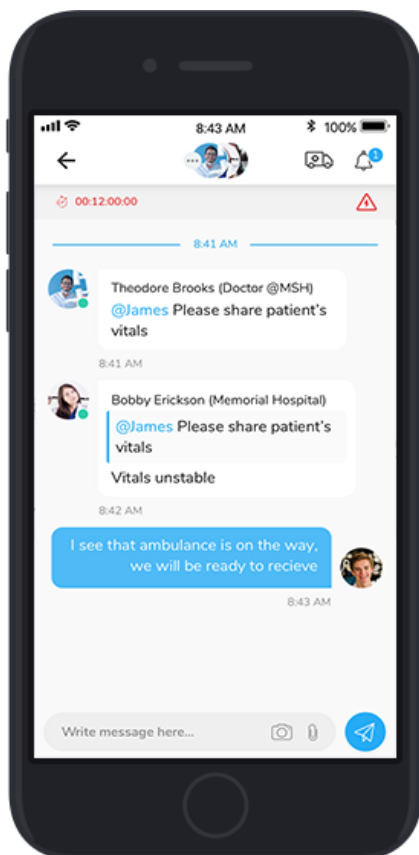 8:43 AM
100%
1
00:12:00:00
8:41 AM
Theodore Brooks (Doctor @MSH)
@James Please share patient's
vitals
8:41 AM
Bobby Erickson (Memorial Hospital)
@James Please share patient's
vitals
Vitals unstable
8:42 AM
I see that ambulance is on the way,
we will be ready to recieve
8:43 AM
Write message here...